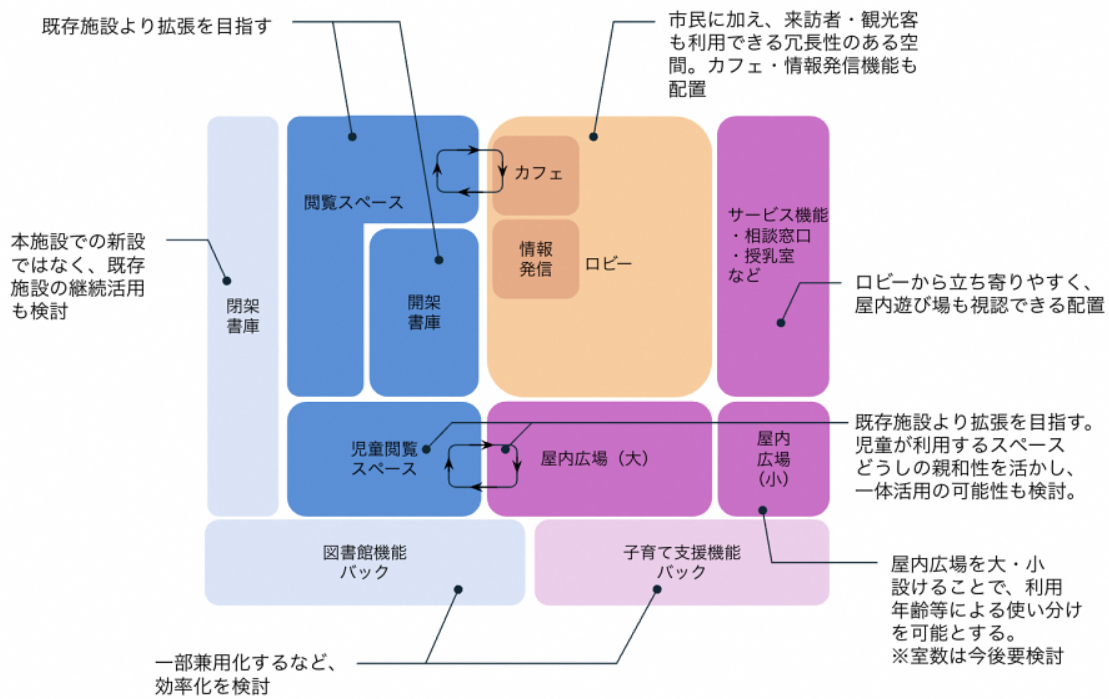 既存施設より拡張を目指す
市民に加え、来訪者・観光客
も利用できる冗長性のある空
間。カフェ・情報発信機能も
配置
閲覧スペース
カフェ
情報
発信
ロビー
サービス機能
・相談窓口
・授乳室
など
本施設での新設
ではなく、既存
施設の継続活用
も検討
閉架
書庫
開架
書庫
ロビーから立ち寄りやすく、
屋内遊び場も視認できる配置
児童閲覧
スペース
屋内広場（大）
屋内
広場
（小）
既存施設より拡張を目指す。
児童が利用するスペース
どうしの親和性を活かし、
一体活用の可能性も検討。
図書館機能
バック
子育て支援機能
バック
屋内広場を大・小
設けることで、利用
年齢等による使い分け
を可能とする。
※室数は今後要検討
一部兼用化するなど、
効率化を検討